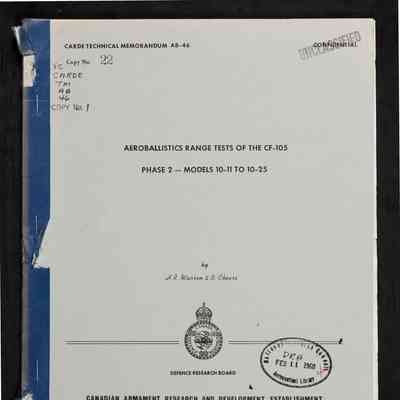 CARDE TECHNICAL MEMORANDUM AB-46
CONFIDENTIAL
UNCLASSIFIED
Copy No. 22
CARDE
TM
AB
46
COPY No. 1
AEROBALLISTICS RANGE TESTS OF THE CF-105
PHASE 2 — MODELS 10-11 TO 10-25
by
DEFENCE RESEARCH BOARD
DRB
FEB 11 1960
Library
CANADIAN ARMAMENT RESEARCH AND DEVELOPMENT ESTABLISHMENT